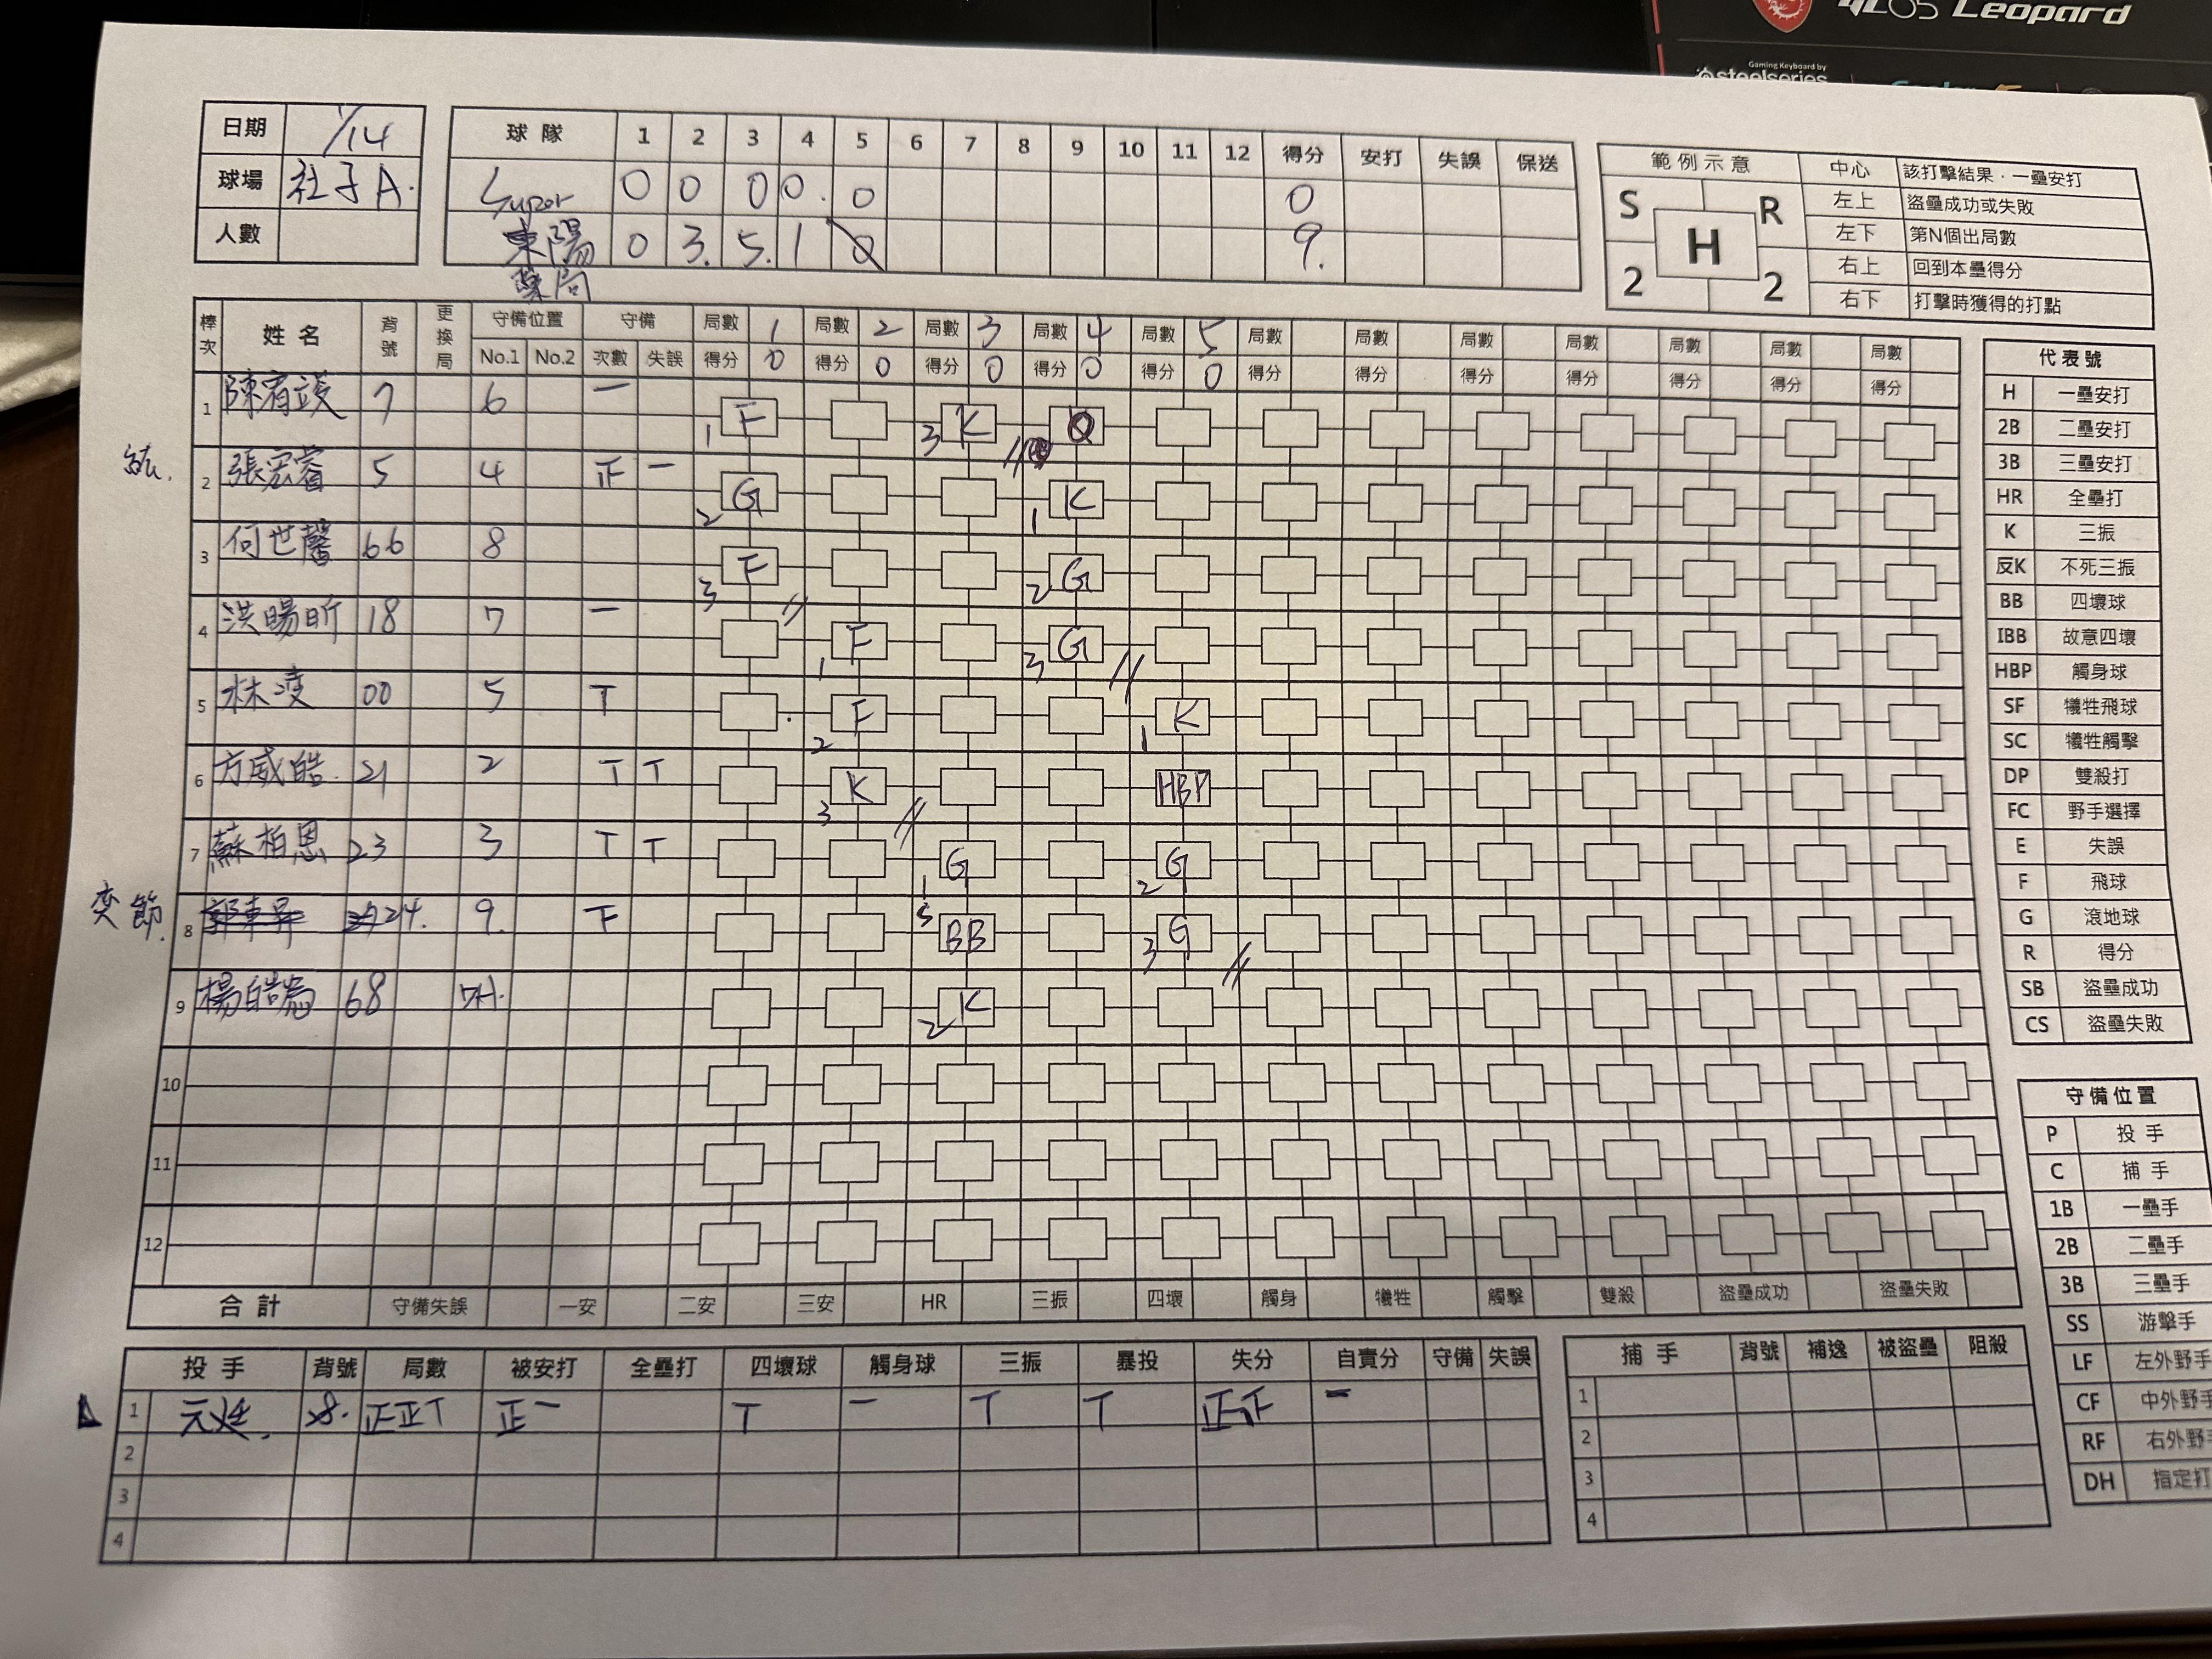 GL65 Leopard
Gaming Keyboard by
steelseries
日期 1/14
球場 社子A.
人數
球隊 1 2 3 4 5 6 7 8 9 10 11 12 得分 安打 失誤 保送
Super 0 0 0 0. 0 0
東陽 0 3. 5. 1 0 9.
藥局
範例示意
S R
H
2 2
中心 該打擊結果．一壘安打
左上 盜壘成功或失敗
左下 第N個出局數
右上 回到本壘得分
右下 打擊時獲得的打點
棒次 姓名 背號 更換局 守備位置 守備 局數 1 局數 2 局數 3 局數 4 局數 5 局數 局數 局數 局數 局數 局數 局數
No.1 No.2 次數 失誤 得分 0 得分 0 得分 0 得分 0 得分 0 得分 得分 得分 得分 得分 得分 得分
1 陳宥 7 6 一 1 F 3 K //
2 張宏睿 5 4 正 一 2 G 1 K
3 何世馨 66 8 3 F // 2 G
4 洪暘昕 18 7 一 1 F 3 G //
5 林凌 00 5 T 2 F 1 K
6 方威皓. 21 2 T T 3 K // HBP
7 蘇柏恩 23 3 T T 1 G 2 G
8 郭東昇 24. 9. 下 BB 3 G //
9 楊皓 68 2 K
10
11
12
合計 守備失誤 一安 二安 三安 HR 三振 四壞 觸身 犧牲 觸擊 雙殺 盜壘成功 盜壘失敗
代表號
H 一壘安打
2B 二壘安打
3B 三壘安打
HR 全壘打
K 三振
反K 不死三振
BB 四壞球
IBB 故意四壞
HBP 觸身球
SF 犧牲飛球
SC 犧牲觸擊
DP 雙殺打
FC 野手選擇
E 失誤
F 飛球
G 滾地球
R 得分
SB 盜壘成功
CS 盜壘失敗
守備位置
P 投手
C 捕手
1B 一壘手
2B 二壘手
3B 三壘手
SS 游擊手
LF 左外野手
CF 中外野手
RF 右外野手
DH 指定打
投手 背號 局數 被安打 全壘打 四壞球 觸身球 三振 暴投 失分 自責分 守備 失誤
1 8. 正正T 正一 T 一 T T 正正 一
2
3
4
捕手 背號 補逸 被盜壘 阻殺
1
2
3
4